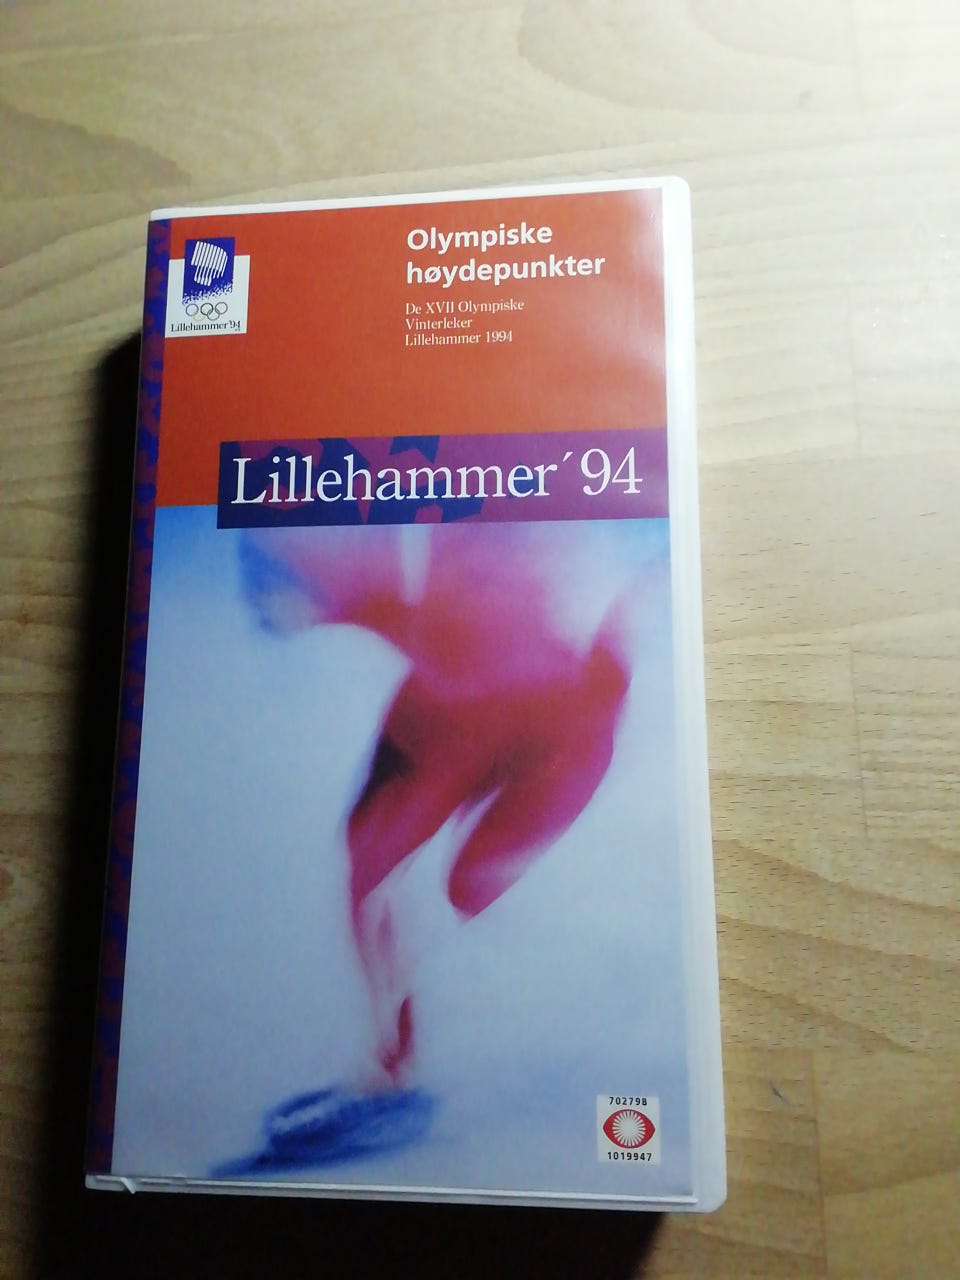 Olympiske
høydepunkter
De XVII Olympiske
Vinterleker
Lillehammer 1994
Lillehammer '94
Lillehammer´94
702798
1019947